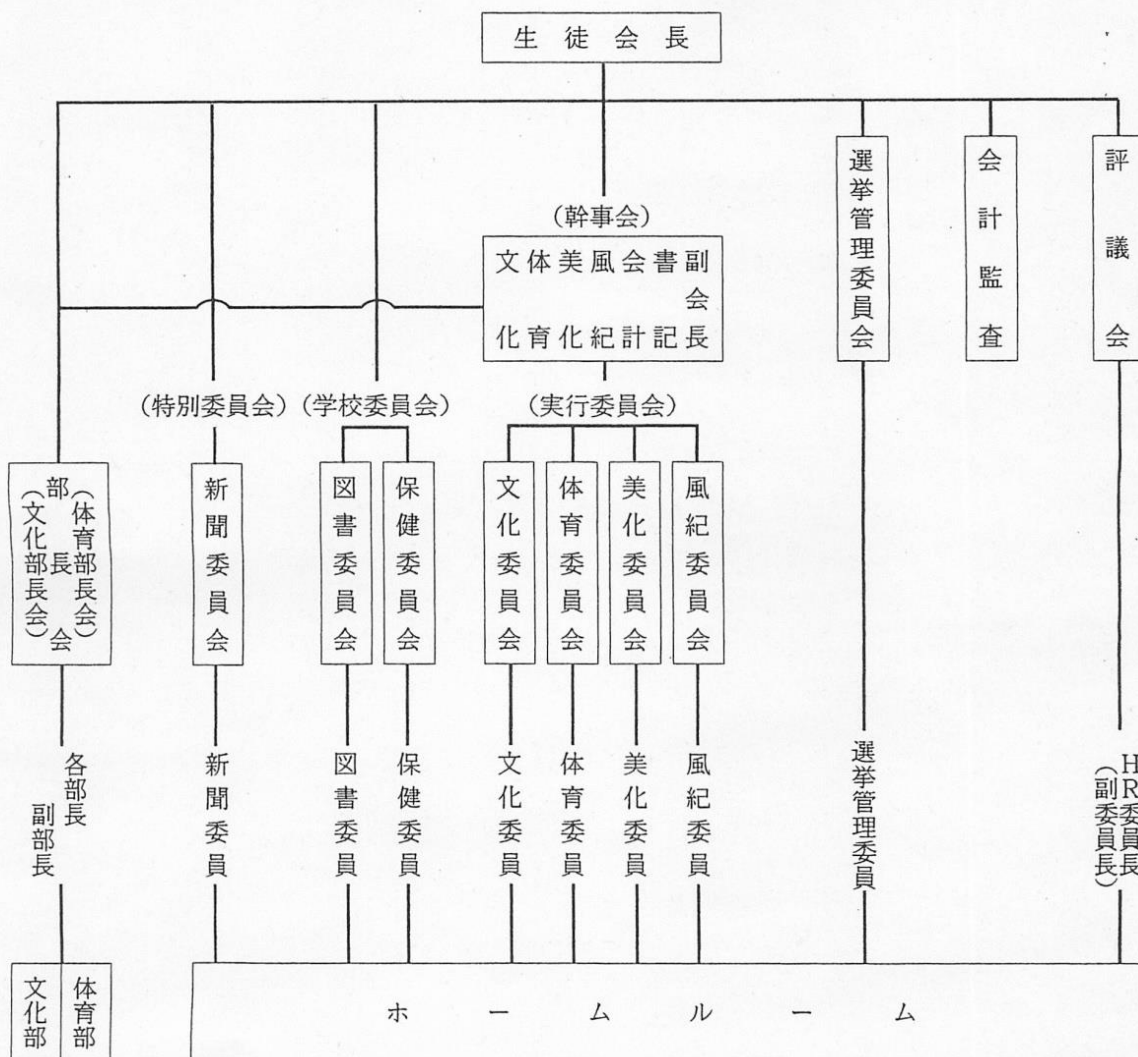 生徒会長
選挙管理委員会
会計監査
評議会
(幹事会)
副会長
書記
会計
風紀
美化
体育
文化
(特別委員会)
(学校委員会)
(実行委員会)
(体育部長会)
部長会
(文化部長会)
新聞委員会
図書委員会
保健委員会
文化委員会
体育委員会
美化委員会
風紀委員会
各部長
副部長
新聞委員
図書委員
保健委員
文化委員
体育委員
美化委員
風紀委員
選挙管理委員
HR委員長
(副委員長)
体育部
文化部
ホームルーム